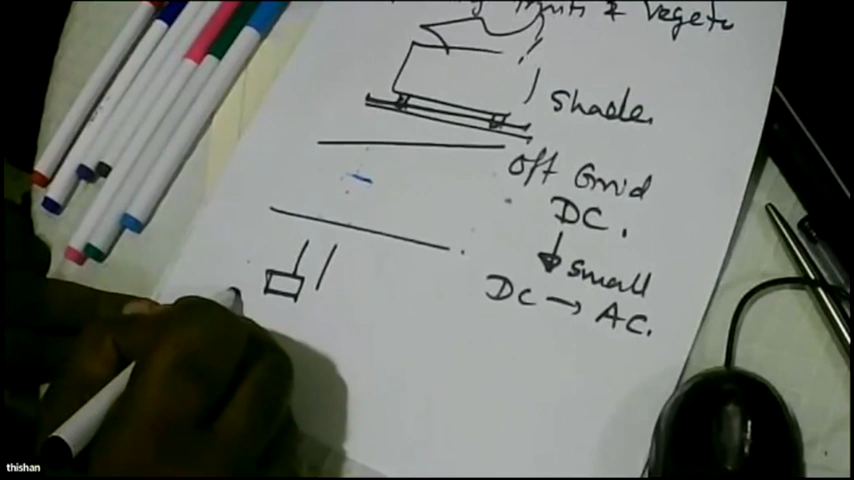 & Vegeta
Shade.
Off Grid
DC.
small
DC → AC.
thishan